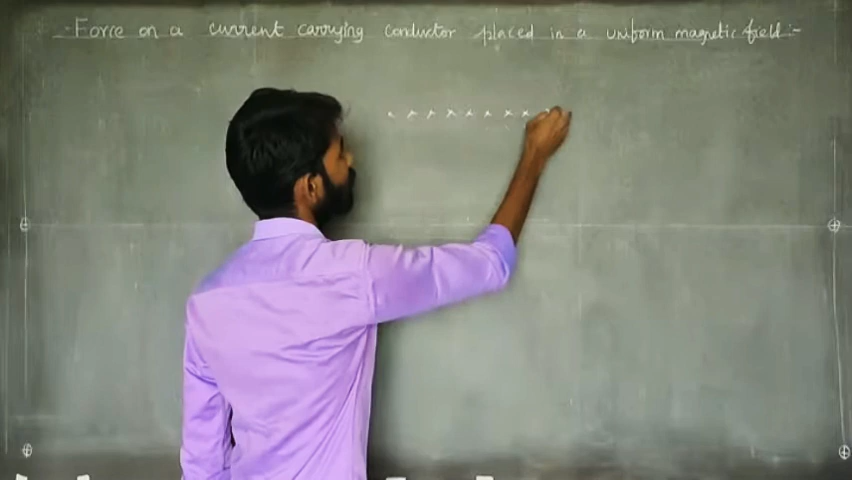 Force on a current carrying conductor placed in a uniform magnetic field:-
x x x x x x x x